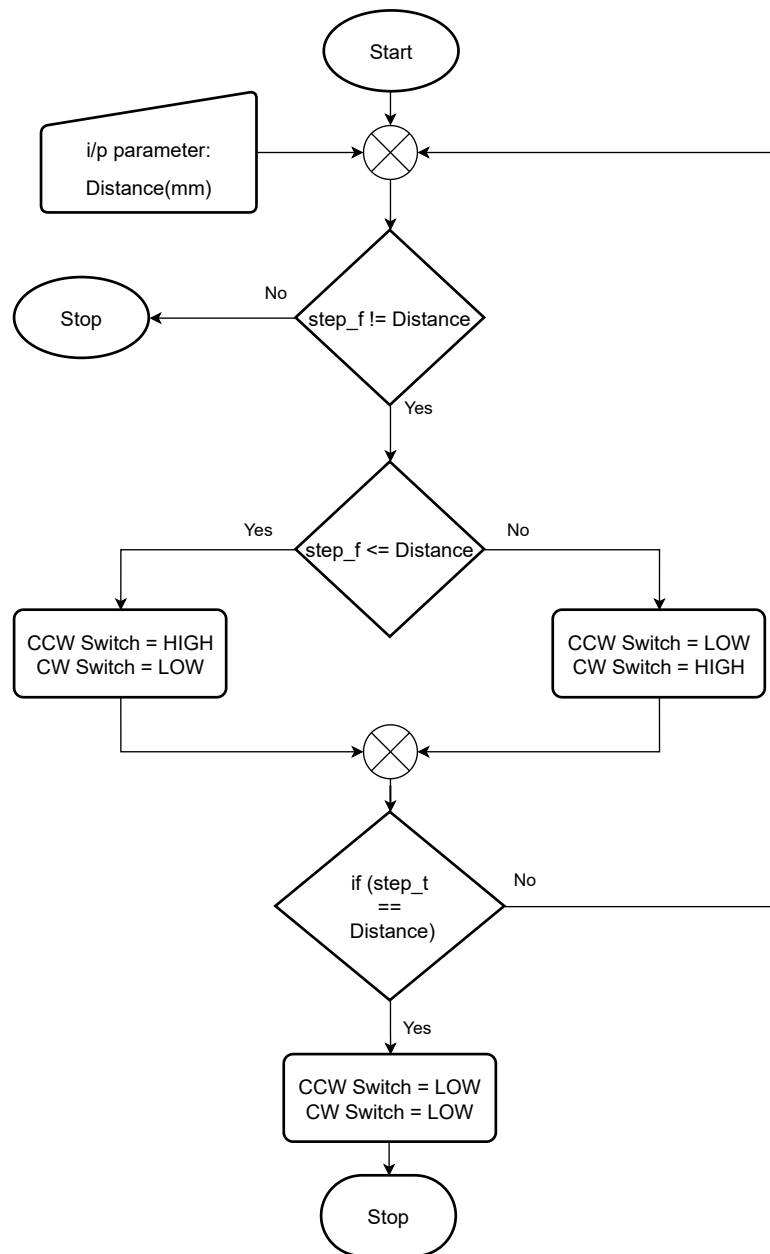 Start
i/p parameter:
Distance(mm)
No
Stop
step_f != Distance
Yes
Yes
step_f <= Distance
No
CCW Switch = HIGH
CW Switch = LOW
CCW Switch = LOW
CW Switch = HIGH
if (step_t
==
Distance)
No
Yes
CCW Switch = LOW
CW Switch = LOW
Stop